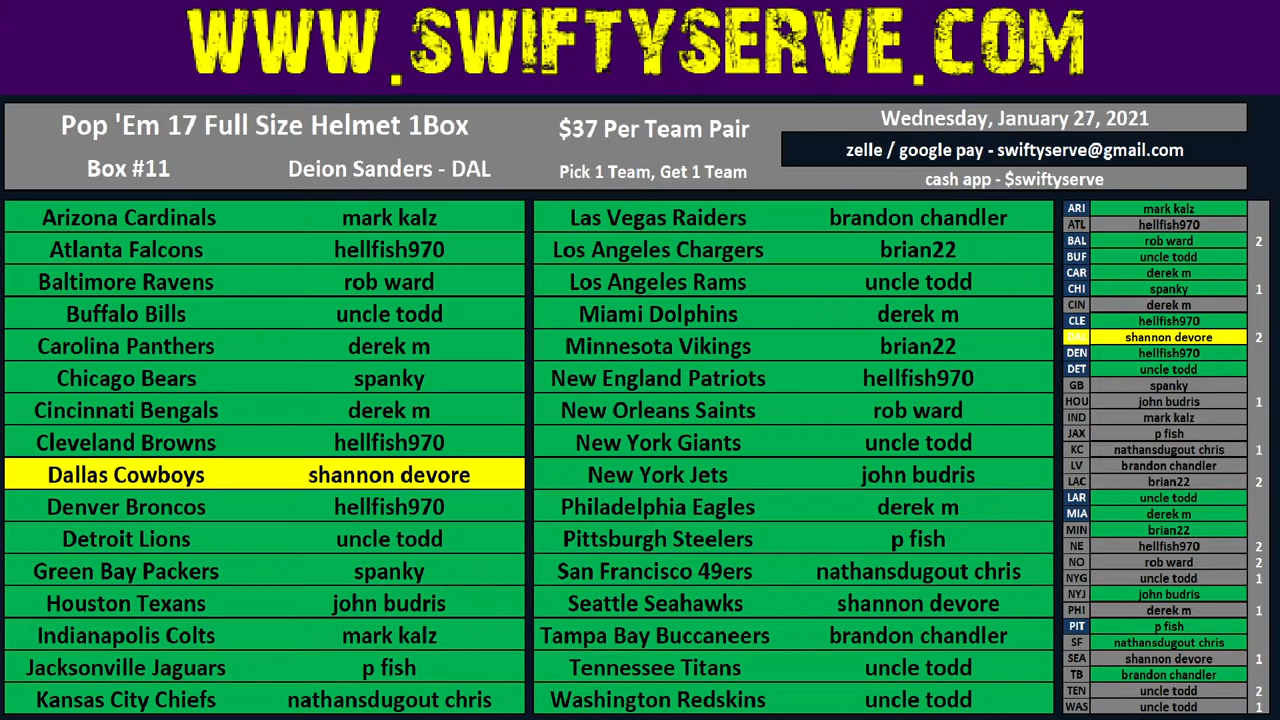 WWW.SWIFTYSERVE.COM
Pop 'Em 17 Full Size Helmet 1Box
Box #11 Deion Sanders - DAL
$37 Per Team Pair
Pick 1 Team, Get 1 Team
Wednesday, January 27, 2021
zelle / google pay - swiftyserve@gmail.com
cash app - $swiftyserve
Arizona Cardinals mark kalz
Atlanta Falcons hellfish970
Baltimore Ravens rob ward
Buffalo Bills uncle todd
Carolina Panthers derek m
Chicago Bears spanky
Cincinnati Bengals derek m
Cleveland Browns hellfish970
Dallas Cowboys shannon devore
Denver Broncos hellfish970
Detroit Lions uncle todd
Green Bay Packers spanky
Houston Texans john budris
Indianapolis Colts mark kalz
Jacksonville Jaguars p fish
Kansas City Chiefs nathansdugout chris
Las Vegas Raiders brandon chandler
Los Angeles Chargers brian22
Los Angeles Rams uncle todd
Miami Dolphins derek m
Minnesota Vikings brian22
New England Patriots hellfish970
New Orleans Saints rob ward
New York Giants uncle todd
New York Jets john budris
Philadelphia Eagles derek m
Pittsburgh Steelers p fish
San Francisco 49ers nathansdugout chris
Seattle Seahawks shannon devore
Tampa Bay Buccaneers brandon chandler
Tennessee Titans uncle todd
Washington Redskins uncle todd
ARI mark kalz
ATL hellfish970
BAL rob ward 2
BUF uncle todd
CAR derek m
CHI spanky 1
CIN derek m
CLE hellfish970
DAL shannon devore 2
DEN hellfish970
DET uncle todd
GB spanky
HOU john budris 1
IND mark kalz
JAX p fish
KC nathansdugout chris 1
LV brandon chandler
LAC brian22 2
LAR uncle todd
MIA derek m
MIN brian22
NE hellfish970 2
NO rob ward 2
NYG uncle todd 1
NYJ john budris
PHI derek m 1
PIT p fish
SF nathansdugout chris
SEA shannon devore 1
TB brandon chandler
TEN uncle todd 2
WAS uncle todd 1